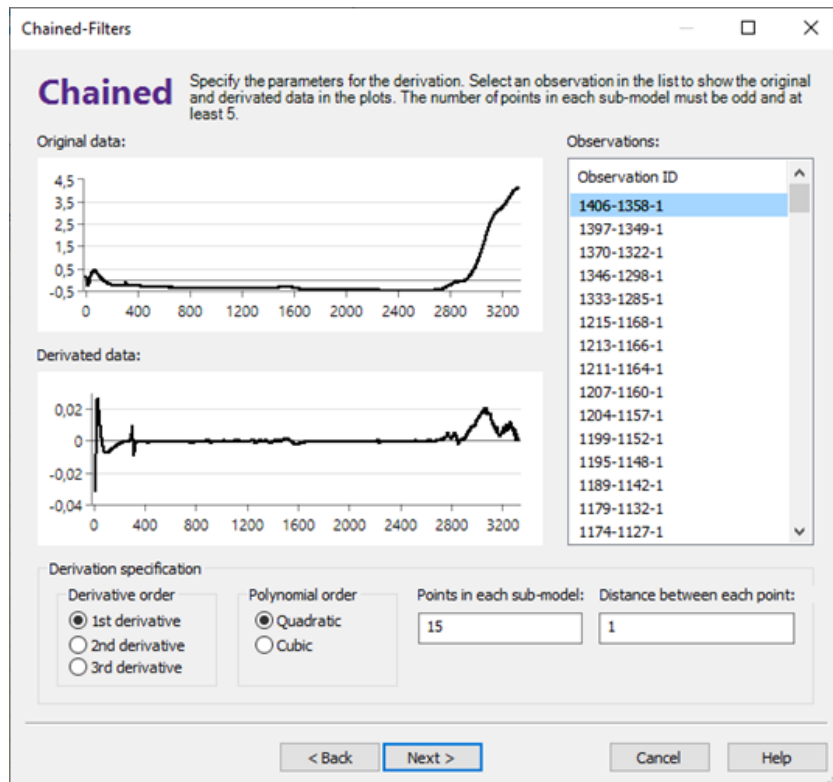 Chained-Filters
Chained
Specify the parameters for the derivation. Select an observation in the list to show the original
and derivated data in the plots. The number of points in each sub-model must be odd and at
least 5.
Original data:
4,5
3,5
2,5
1,5
0,5
-0,5
0 400 800 1200 1600 2000 2400 2800 3200
Derivated data:
0,02
0
-0,02
-0,04
0 400 800 1200 1600 2000 2400 2800 3200
Observations:
Observation ID
1406-1358-1
1397-1349-1
1370-1322-1
1346-1298-1
1333-1285-1
1215-1168-1
1213-1166-1
1211-1164-1
1207-1160-1
1204-1157-1
1199-1152-1
1195-1148-1
1189-1142-1
1179-1132-1
1174-1127-1
Derivation specification
Derivative order
1st derivative
2nd derivative
3rd derivative
Polynomial order
Quadratic
Cubic
Points in each sub-model:
15
Distance between each point:
1
< Back
Next >
Cancel
Help